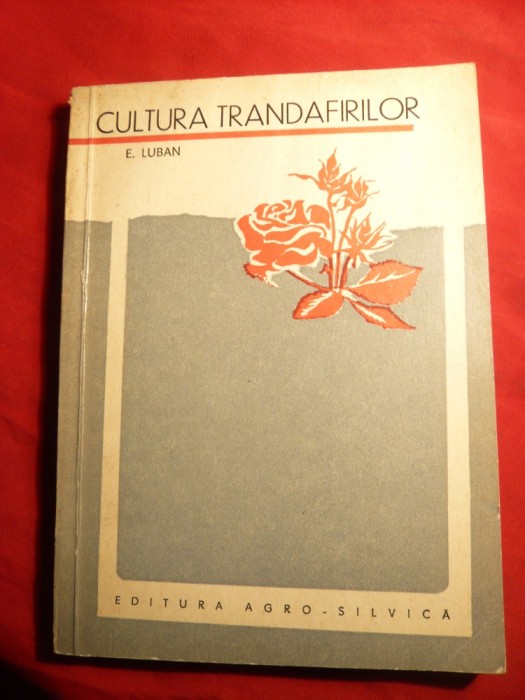 CULTURA TRANDAFIRILOR
E. LUBAN
EDITURA AGRO-SILVICĂ